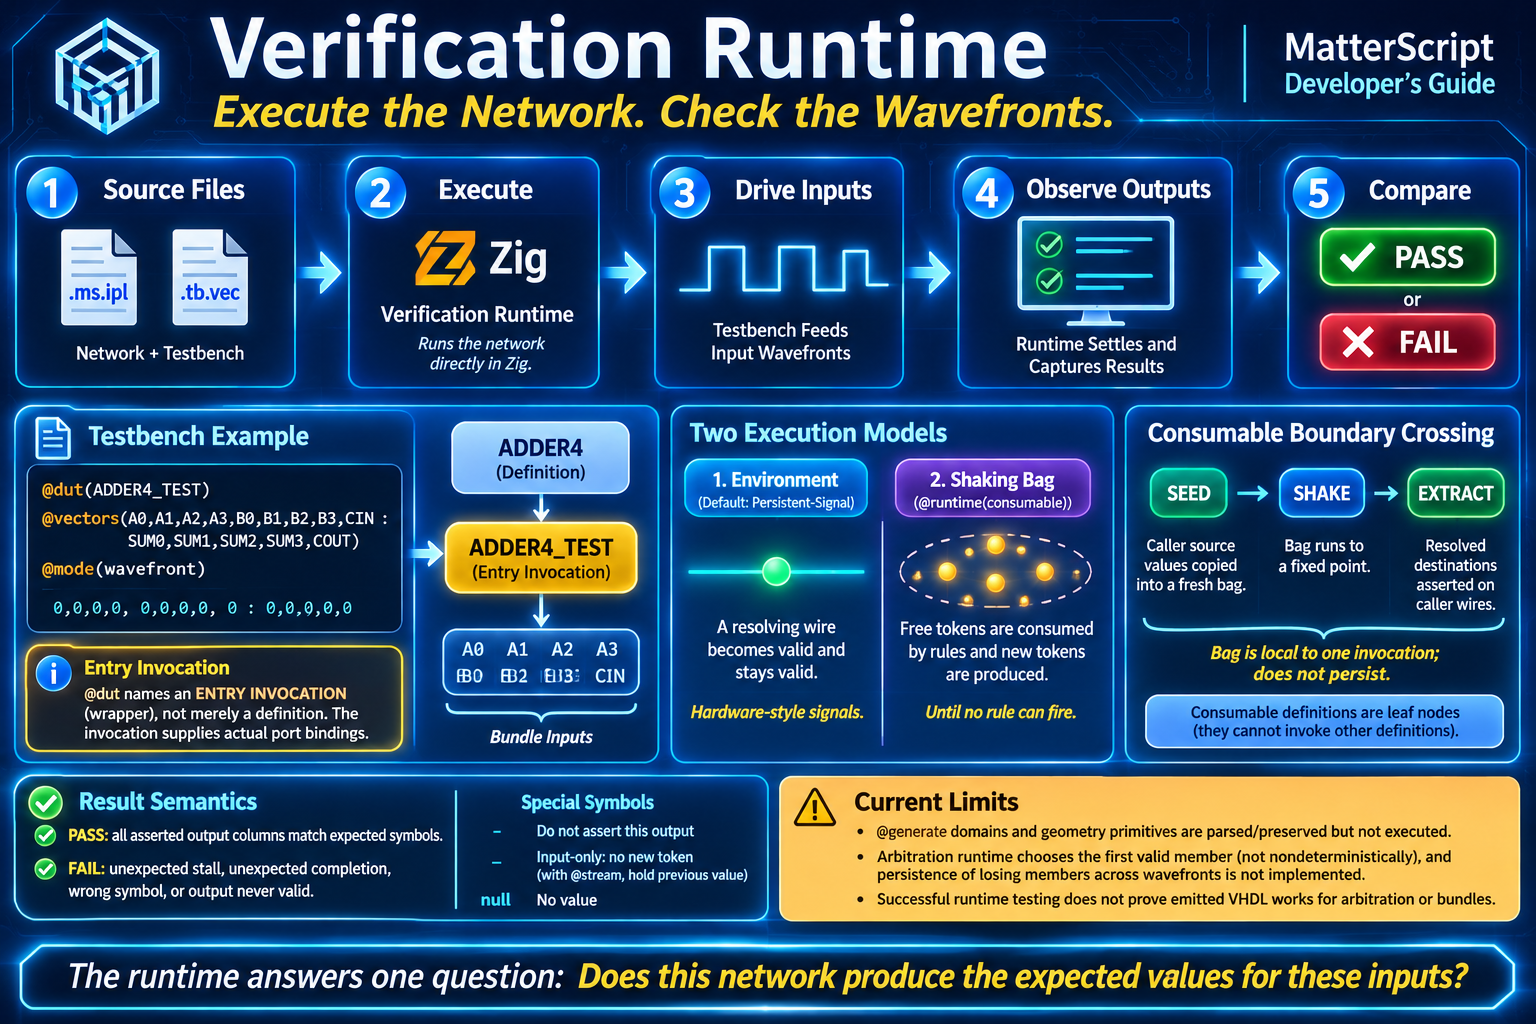 Verification Runtime
Execute the Network. Check the Wavefronts.
MatterScript
Developer's Guide
1 Source Files
.ms.ipl
.tb.vec
Network + Testbench
2 Execute
Zig
Verification Runtime
Runs the network
directly in Zig.
3 Drive Inputs
Testbench Feeds
Input Wavefronts
4 Observe Outputs
Runtime Settles and
Captures Results
5 Compare
PASS
or
FAIL
Testbench Example
@dut(ADDER4_TEST)
@vectors(A0,A1,A2,A3,B0,B1,B2,B3,CIN :
SUM0,SUM1,SUM2,SUM3,COUT)
@mode(wavefront)
0,0,0,0, 0,0,0,0, 0 : 0,0,0,0,0
Entry Invocation
@dut names an ENTRY INVOCATION
(wrapper), not merely a definition. The
invocation supplies actual port bindings.
ADDER4
(Definition)
ADDER4_TEST
(Entry Invocation)
A0 A1 A2 A3
CIN
Bundle Inputs
Two Execution Models
1. Environment
(Default: Persistent-Signal)
A resolving wire
becomes valid and
stays valid.
Hardware-style signals.
2. Shaking Bag
(@runtime(consumable))
Free tokens are consumed
by rules and new tokens
are produced.
Until no rule can fire.
Consumable Boundary Crossing
SEED
SHAKE
EXTRACT
Caller source
values copied
into a fresh bag.
Bag runs to
a fixed point.
Resolved
destinations
asserted on
caller wires.
Bag is local to one invocation;
does not persist.
Consumable definitions are leaf nodes
(they cannot invoke other definitions).
Result Semantics
PASS: all asserted output columns match expected symbols.
FAIL: unexpected stall, unexpected completion,
wrong symbol, or output never valid.
Special Symbols
– Do not assert this output
– Input-only: no new token
(with @stream, hold previous value)
null No value
Current Limits
• @generate domains and geometry primitives are parsed/preserved but not executed.
• Arbitration runtime chooses the first valid member (not nondeterministically), and
persistence of losing members across wavefronts is not implemented.
• Successful runtime testing does not prove emitted VHDL works for arbitration or bundles.
The runtime answers one question: Does this network produce the expected values for these inputs?